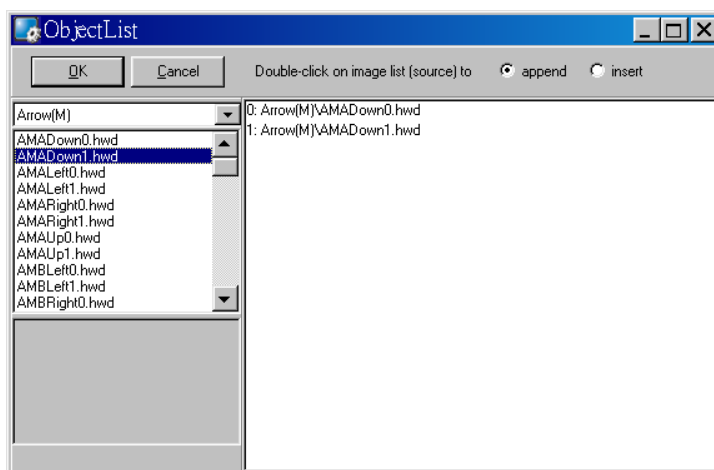 ObjectList
OK Cancel Double-click on image list (source) to append insert
Arrow(M)
AMADown0.hwd
AMADown1.hwd
AMALeft0.hwd
AMALeft1.hwd
AMARight0.hwd
AMARight1.hwd
AMAUp0.hwd
AMAUp1.hwd
AMBLeft0.hwd
AMBLeft1.hwd
AMBRight0.hwd
0: Arrow(M)\AMADown0.hwd
1: Arrow(M)\AMADown1.hwd